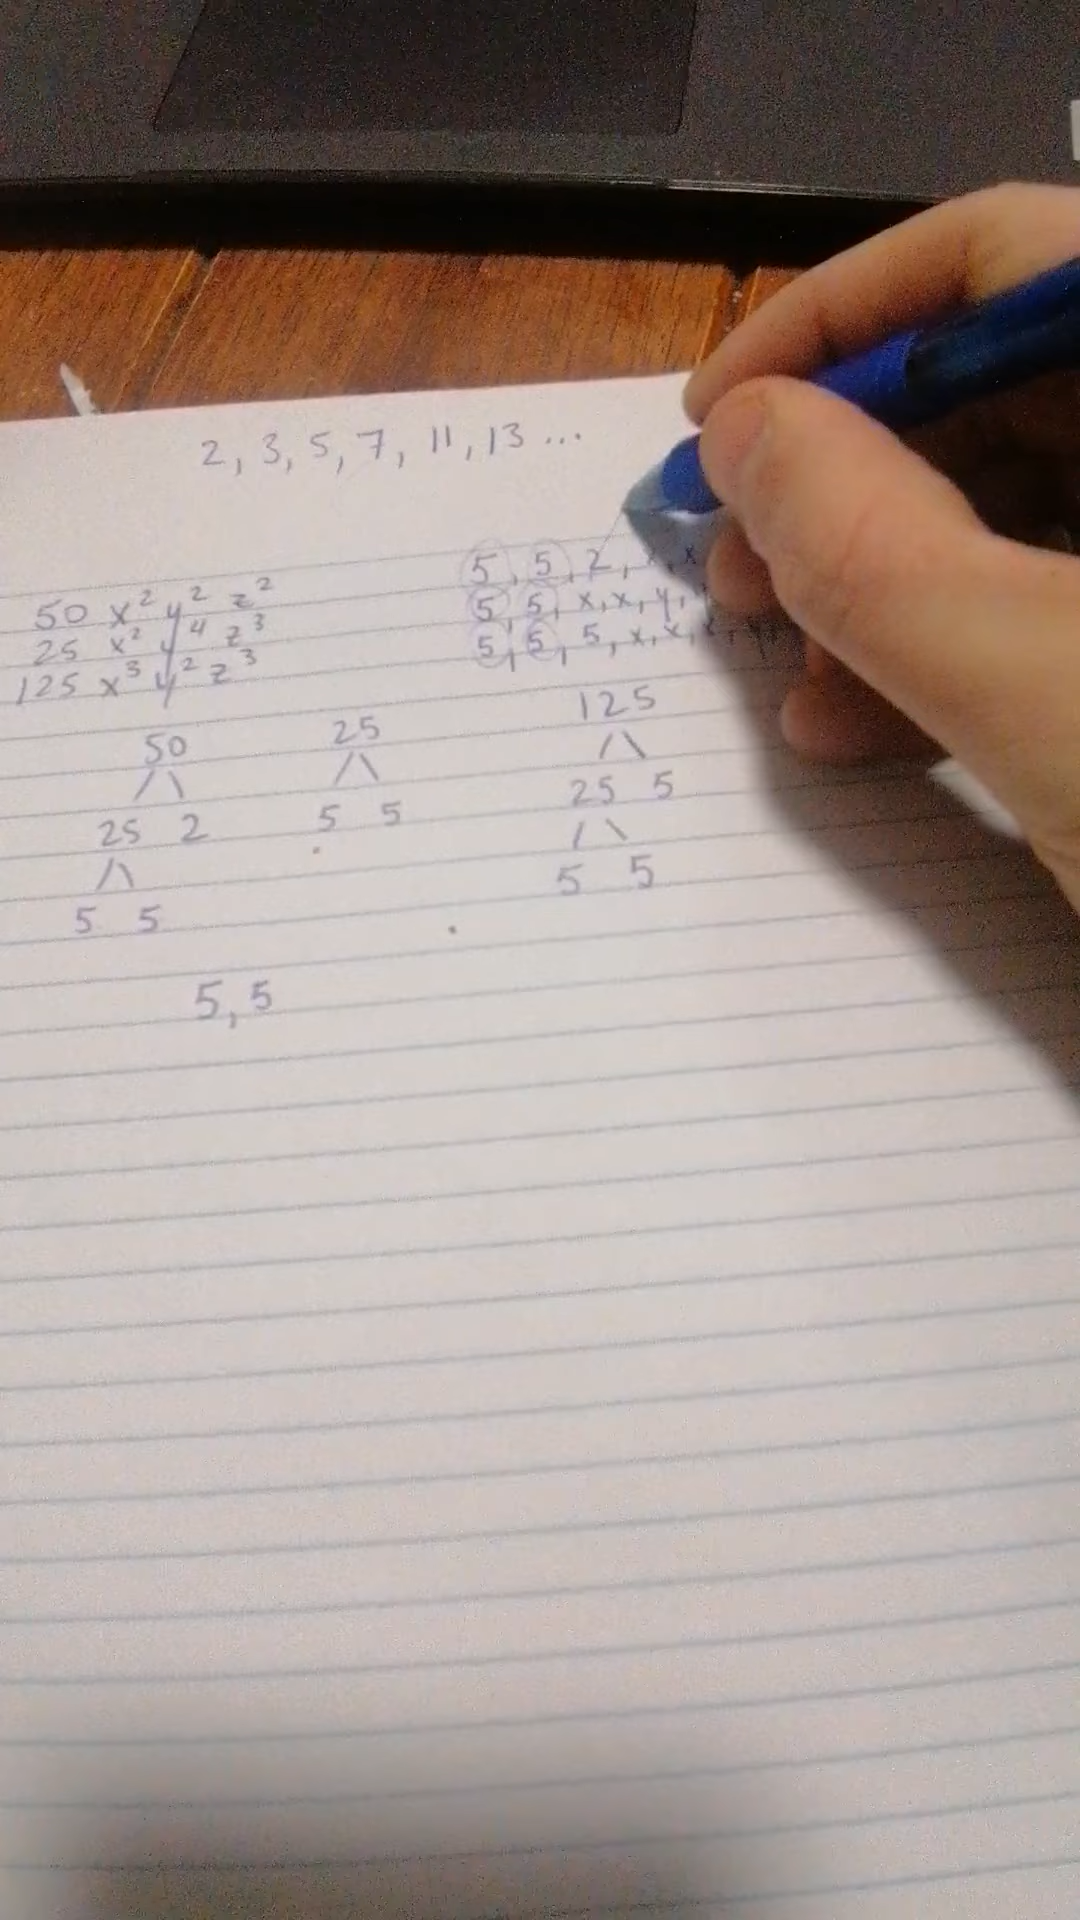 2, 3, 5, 7, 11, 13 ...
50 x² y² z²
25 x² y⁴ z³
125 x³ y² z³
5, 5, 2, x, x
5, 5, x, x, y,
5, 5, 5, x, x, x, y,
50
25 2
5 5
25
5 5
125
25 5
5 5
5, 5